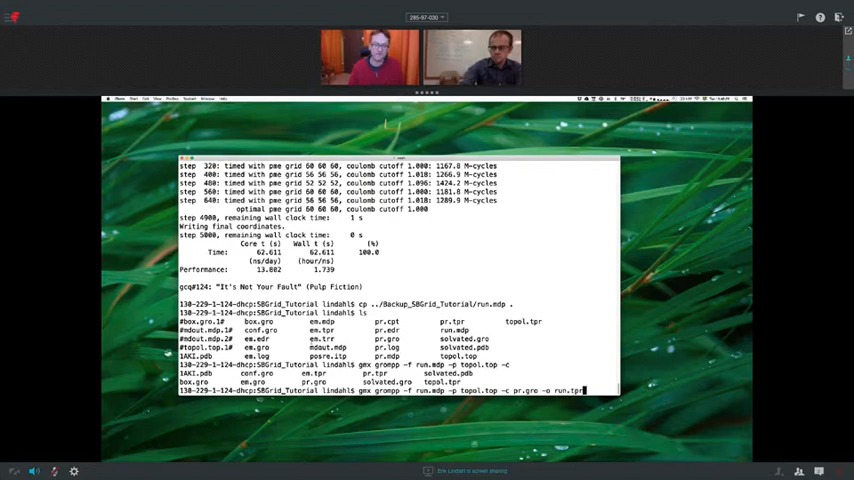 285-97-030
step 320: timed with pme grid 60 60 60, coulomb cutoff 1.000: 1167.8 M-cycles
step 400: timed with pme grid 56 56 56, coulomb cutoff 1.018: 1266.9 M-cycles
step 480: timed with pme grid 52 52 52, coulomb cutoff 1.096: 1424.2 M-cycles
step 560: timed with pme grid 60 60 60, coulomb cutoff 1.000: 1181.8 M-cycles
step 640: timed with pme grid 56 56 56, coulomb cutoff 1.018: 1289.9 M-cycles
optimal pme grid 60 60 60, coulomb cutoff 1.000
step 4900, remaining wall clock time: 1 s
Writing final coordinates.
step 5000, remaining wall clock time: 0 s
Core t (s) Wall t (s) (%)
Time: 62.611 62.611 100.0
(ns/day) (hour/ns)
Performance: 13.802 1.739
gcq#124: "It's Not Your Fault" (Pulp Fiction)
130-229-1-124-dhcp:SBGrid_Tutorial lindahl$ cp ../Backup_SBGrid_Tutorial/run.mdp .
130-229-1-124-dhcp:SBGrid_Tutorial lindahl$ ls
#box.gro.1# box.gro em.mdp pr.cpt pr.tpr topol.tpr
#mdout.mdp.1# conf.gro em.tpr pr.edr run.mdp
#mdout.mdp.2# em.edr em.trr pr.gro solvated.gro
#topol.top.1# em.gro mdout.mdp pr.log solvated.pdb
1AKI.pdb em.log posre.itp pr.mdp topol.top
130-229-1-124-dhcp:SBGrid_Tutorial lindahl$ gmx grompp -f run.mdp -p topol.top -c
1AKI.pdb conf.gro em.tpr pr.tpr solvated.pdb
box.gro em.gro pr.gro solvated.gro topol.tpr
130-229-1-124-dhcp:SBGrid_Tutorial lindahl$ gmx grompp -f run.mdp -p topol.top -c pr.gro -o run.tpr
Erik Lindahl is screen sharing